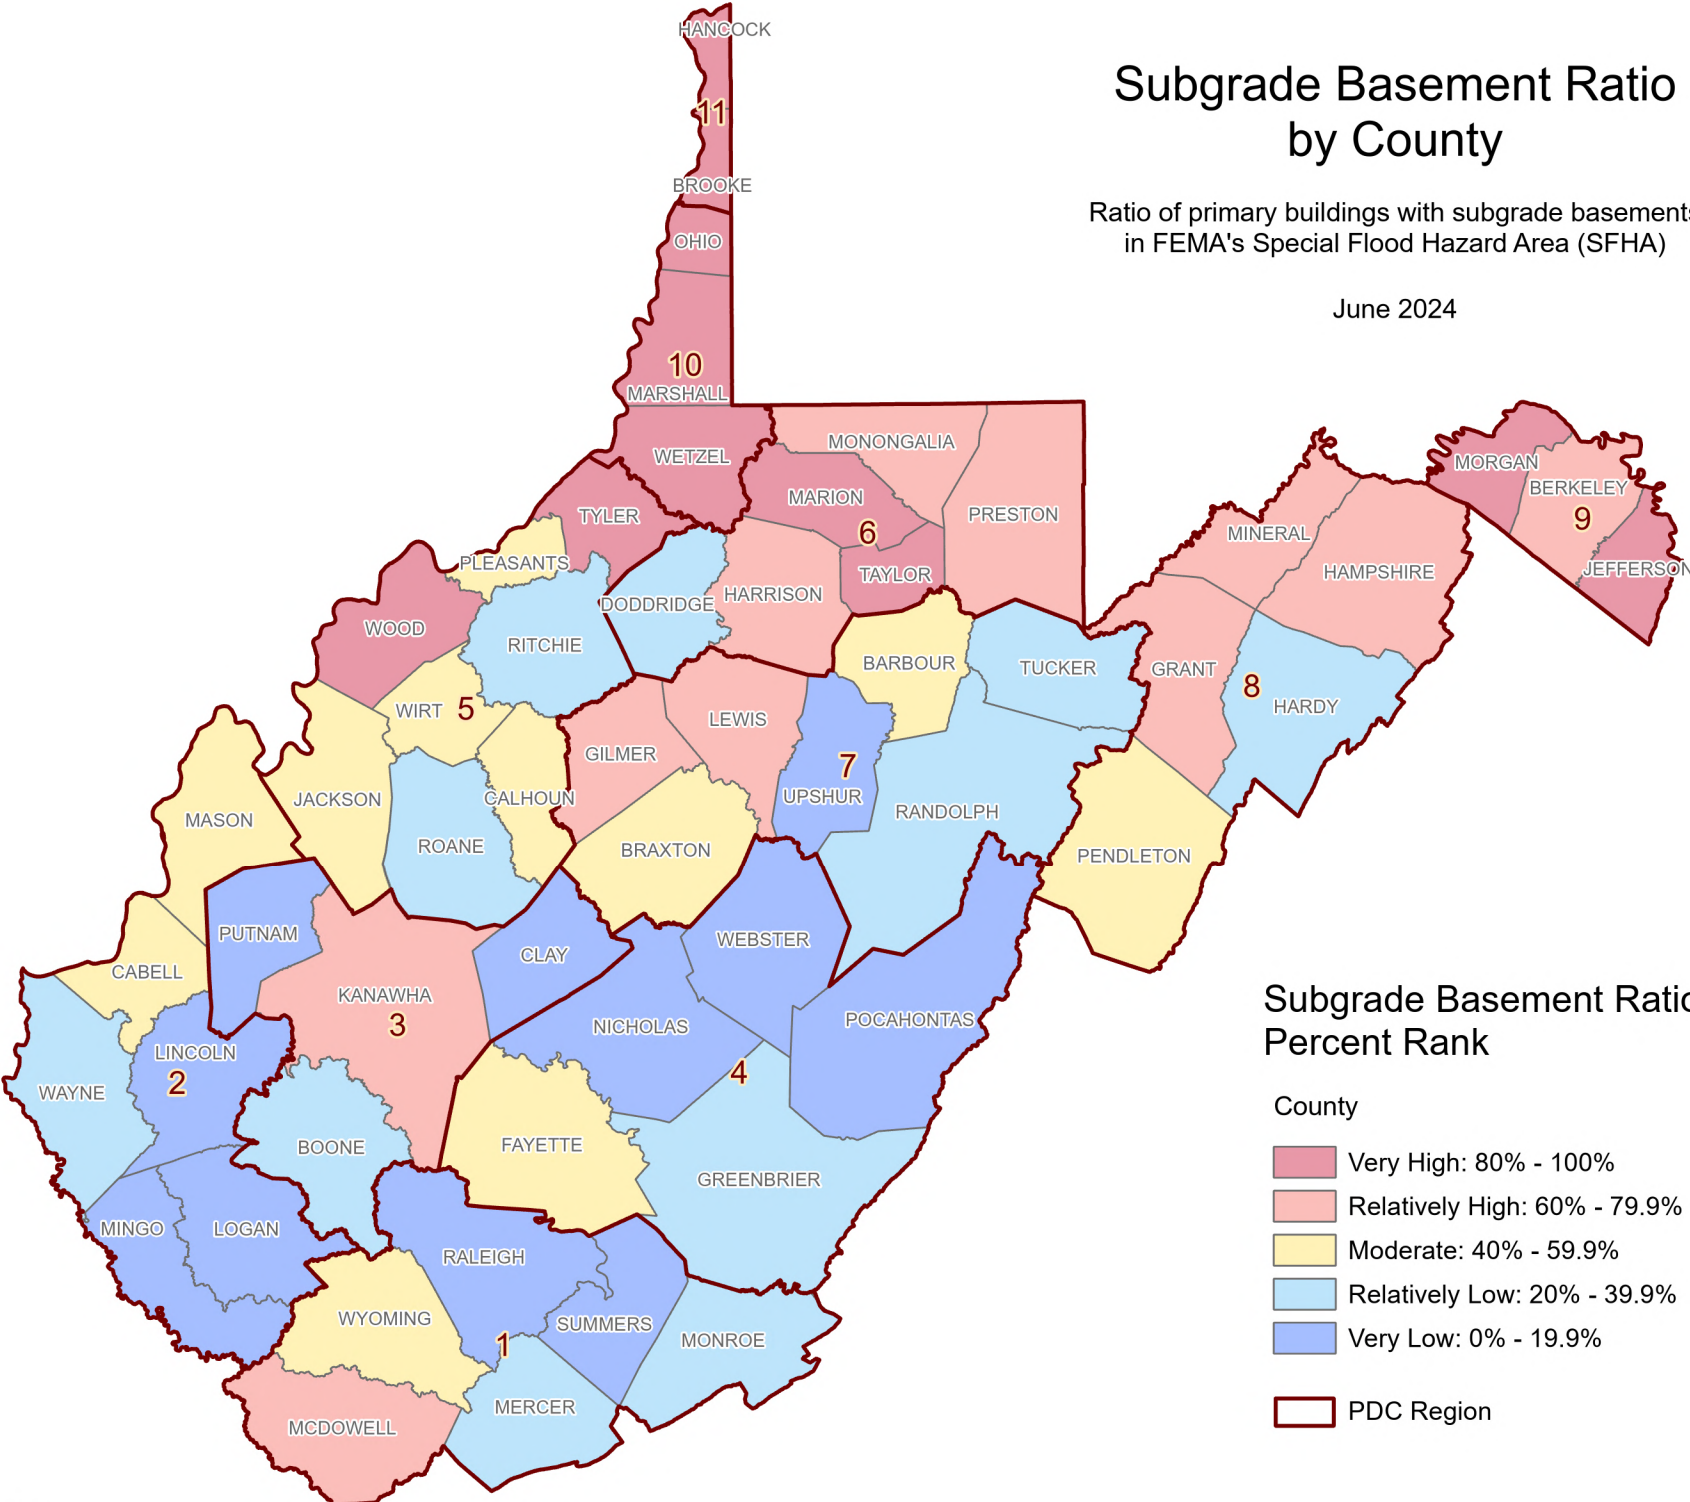 Subgrade Basement Ratio
by County
Ratio of primary buildings with subgrade basements
in FEMA's Special Flood Hazard Area (SFHA)
June 2024
HANCOCK
11
BROOKE
OHIO
10
MARSHALL
WETZEL
MONONGALIA
MARION
6
PRESTON
TYLER
TAYLOR
PLEASANTS
HARRISON
DODDRIDGE
WOOD
RITCHIE
MORGAN
BERKELEY
9
JEFFERSON
MINERAL
HAMPSHIRE
BARBOUR
TUCKER
GRANT
8
HARDY
WIRT
5
LEWIS
GILMER
7
UPSHUR
RANDOLPH
JACKSON
CALHOUN
MASON
ROANE
BRAXTON
PENDLETON
PUTNAM
CLAY
WEBSTER
CABELL
KANAWHA
3
NICHOLAS
POCAHONTAS
LINCOLN
2
4
WAYNE
BOONE
FAYETTE
GREENBRIER
MINGO
LOGAN
RALEIGH
WYOMING
SUMMERS
1
MONROE
MERCER
MCDOWELL
Subgrade Basement Ratio
Percent Rank
County
Very High: 80% - 100%
Relatively High: 60% - 79.9%
Moderate: 40% - 59.9%
Relatively Low: 20% - 39.9%
Very Low: 0% - 19.9%
PDC Region